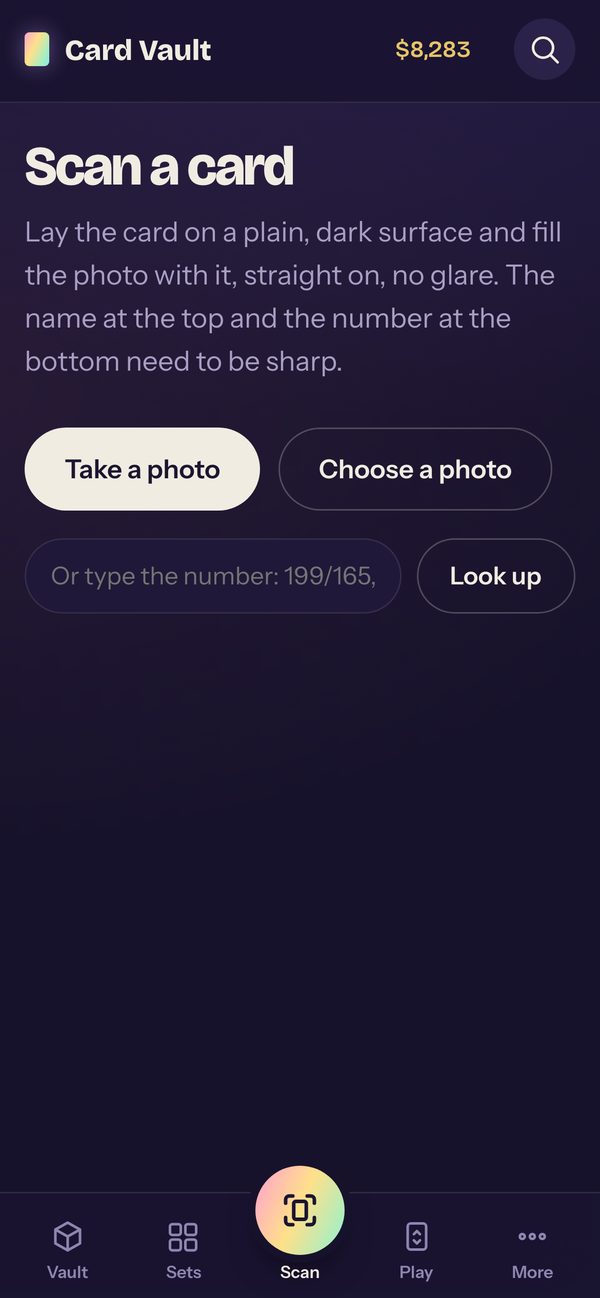 Card Vault
$8,283
Scan a card
Lay the card on a plain, dark surface and fill
the photo with it, straight on, no glare. The
name at the top and the number at the
bottom need to be sharp.
Take a photo
Choose a photo
Or type the number: 199/165,
Look up
Vault
Sets
Scan
Play
More